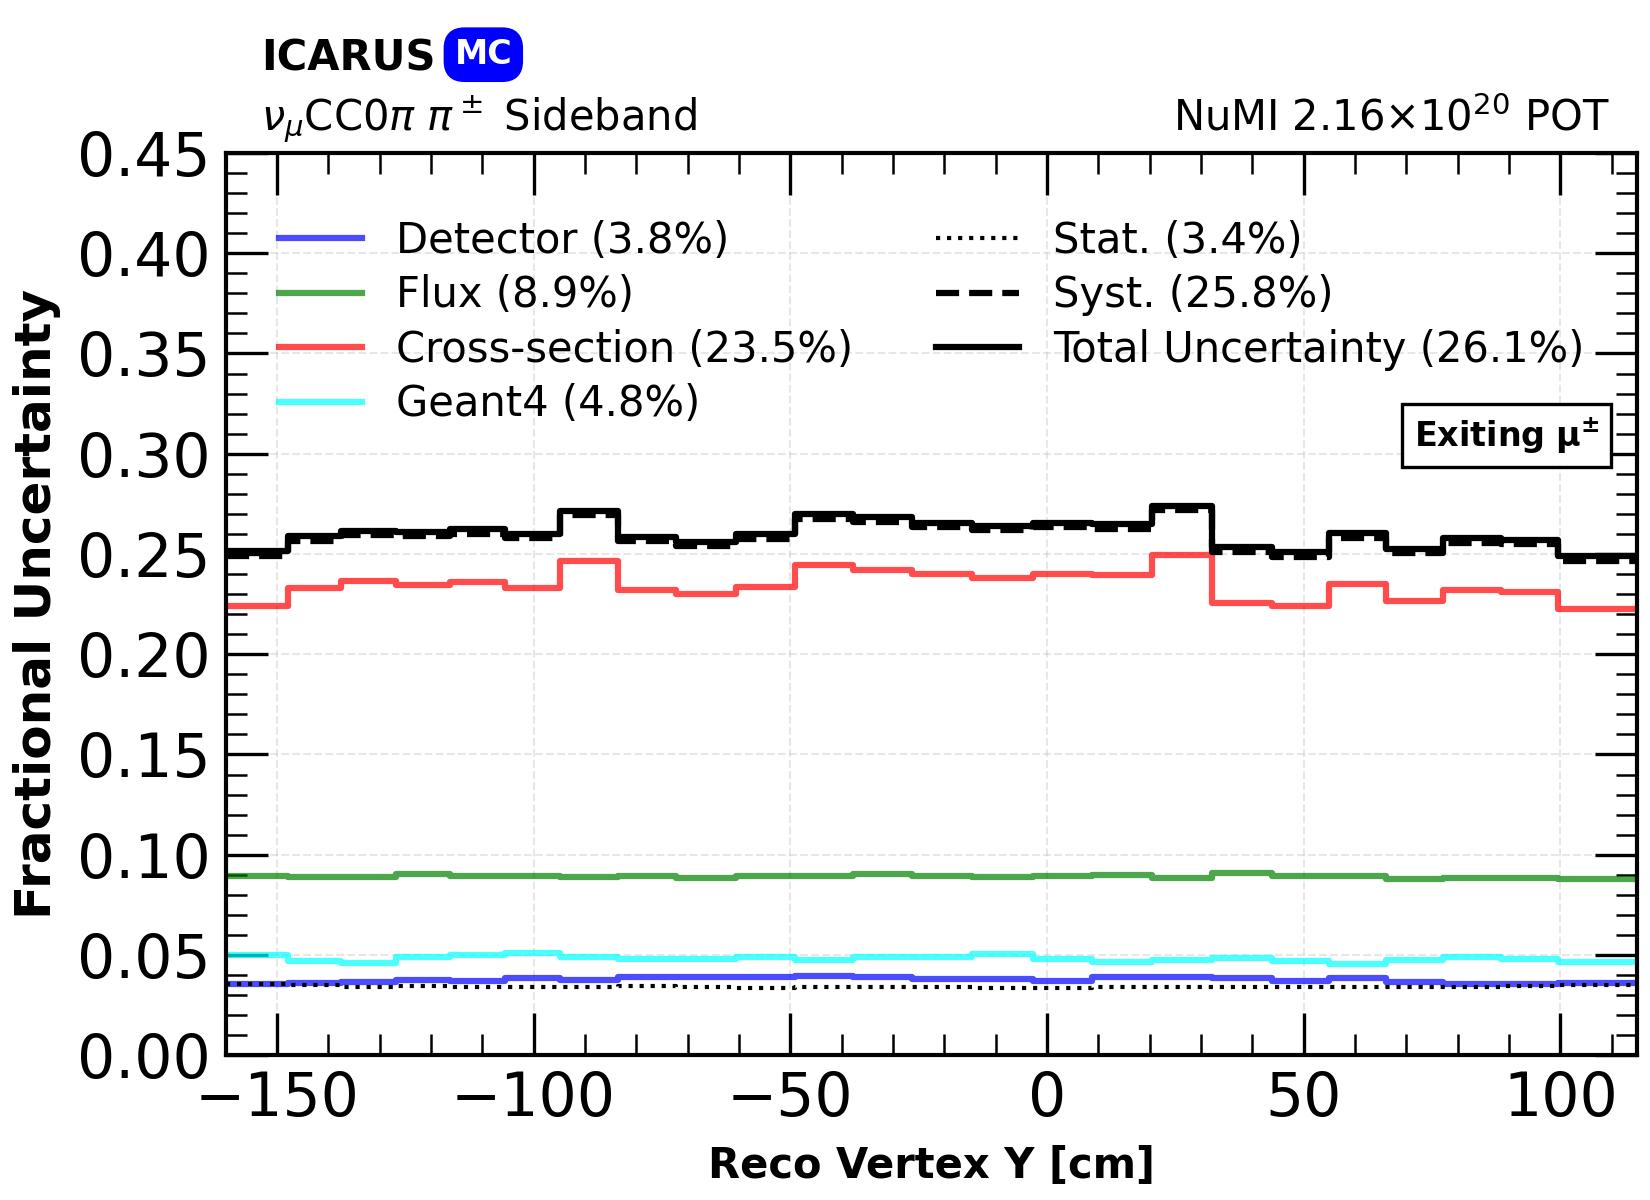 ICARUS MC
νμCC0π π± Sideband
NuMI 2.16×10²⁰ POT
0.45
0.40
0.35
0.30
0.25
0.20
0.15
0.10
0.05
0.00
Fractional Uncertainty
Detector (3.8%)
Flux (8.9%)
Cross-section (23.5%)
Geant4 (4.8%)
Stat. (3.4%)
Syst. (25.8%)
Total Uncertainty (26.1%)
Exiting μ±
−150 −100 −50 0 50 100
Reco Vertex Y [cm]